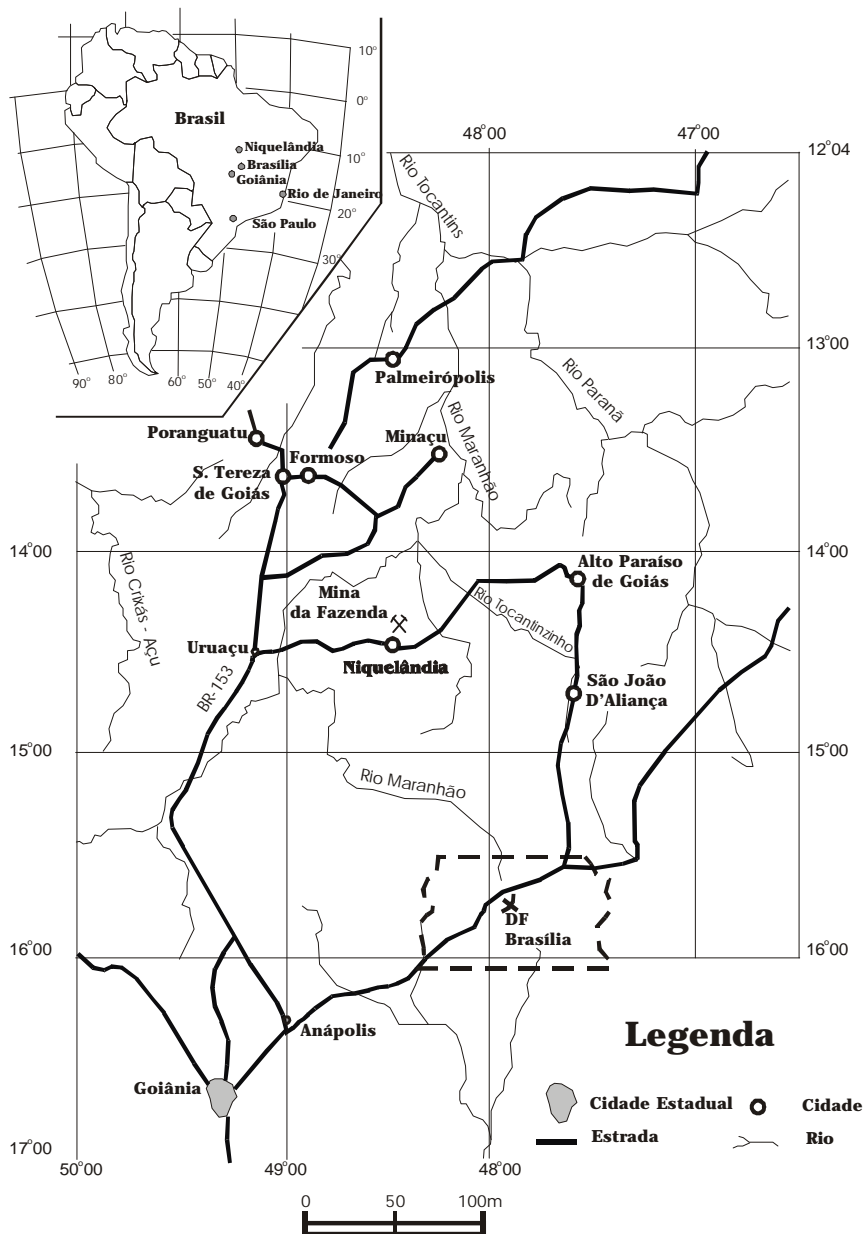 10°
0°
Brasil
Niquelândia
10°
Brasília
Goiânia
Rio de Janeiro
20°
São Paulo
30°
90°
80°
60°
50°
40°
48°00
47°00
12°04
Rio Tocantins
13°00
Palmeirópolis
Rio Paranã
Poranguatu
Minaçu
Rio Maranhão
Formoso
S. Tereza
de Goiás
14°00
14°00
Alto Paraíso
de Goiás
Rio Crixás - Açu
Mina
da Fazenda
Rio Tocantinzinho
Uruaçu
Niquelândia
BR-153
São João
D'Aliança
15°00
15°00
Rio Maranhão
DF
Brasília
16°00
16°00
Anápolis
Legenda
Goiânia
Cidade Estadual
Cidade
Estrada
Rio
17°00
50°00
49°00
48°00
0
50
100m